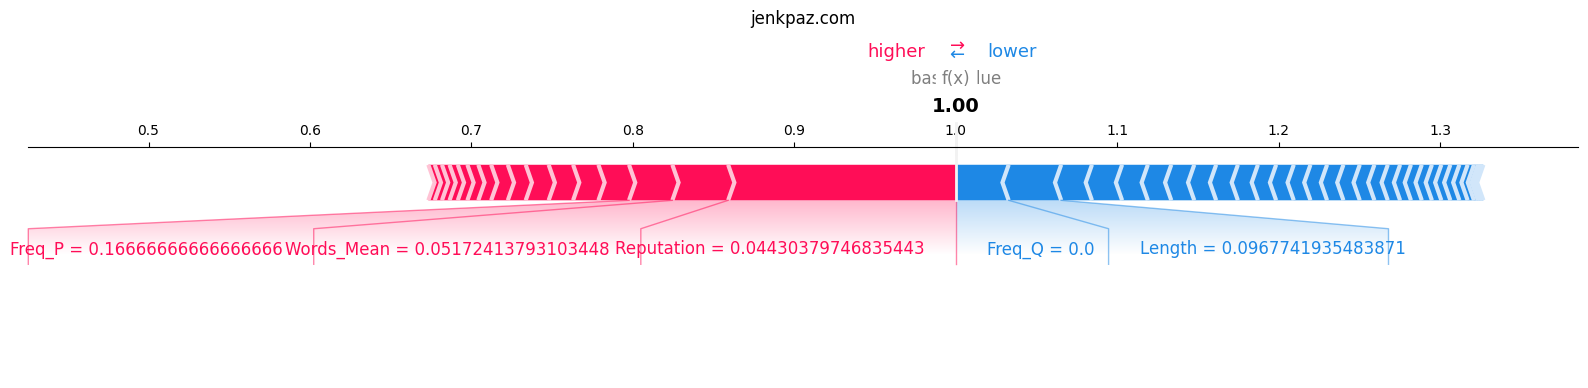 jenkpaz.com
higher ⇄ lower
bas f(x) lue
1.00
0.5 0.6 0.7 0.8 0.9 1.0 1.1 1.2 1.3
Freq_P = 0.16666666666666666 Words_Mean = 0.05172413793103448 Reputation = 0.04430379746835443 Freq_Q = 0.0 Length = 0.0967741935483871